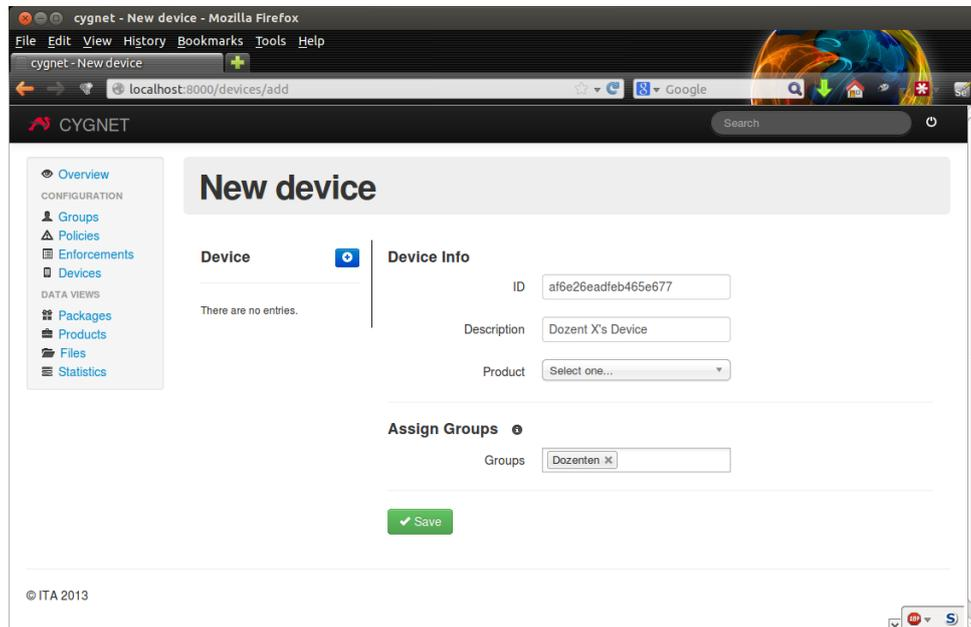 cygnet - New device - Mozilla Firefox
File Edit View History Bookmarks Tools Help
cygnet - New device
localhost:8000/devices/add
Google
CYGNET
Search
Overview
CONFIGURATION
Groups
Policies
Enforcements
Devices
DATA VIEWS
Packages
Products
Files
Statistics
New device
Device
There are no entries.
Device Info
ID af6e26eadfeb465e677
Description Dozent X's Device
Product Select one...
Assign Groups
Groups Dozenten
Save
© ITA 2013
ABP
S